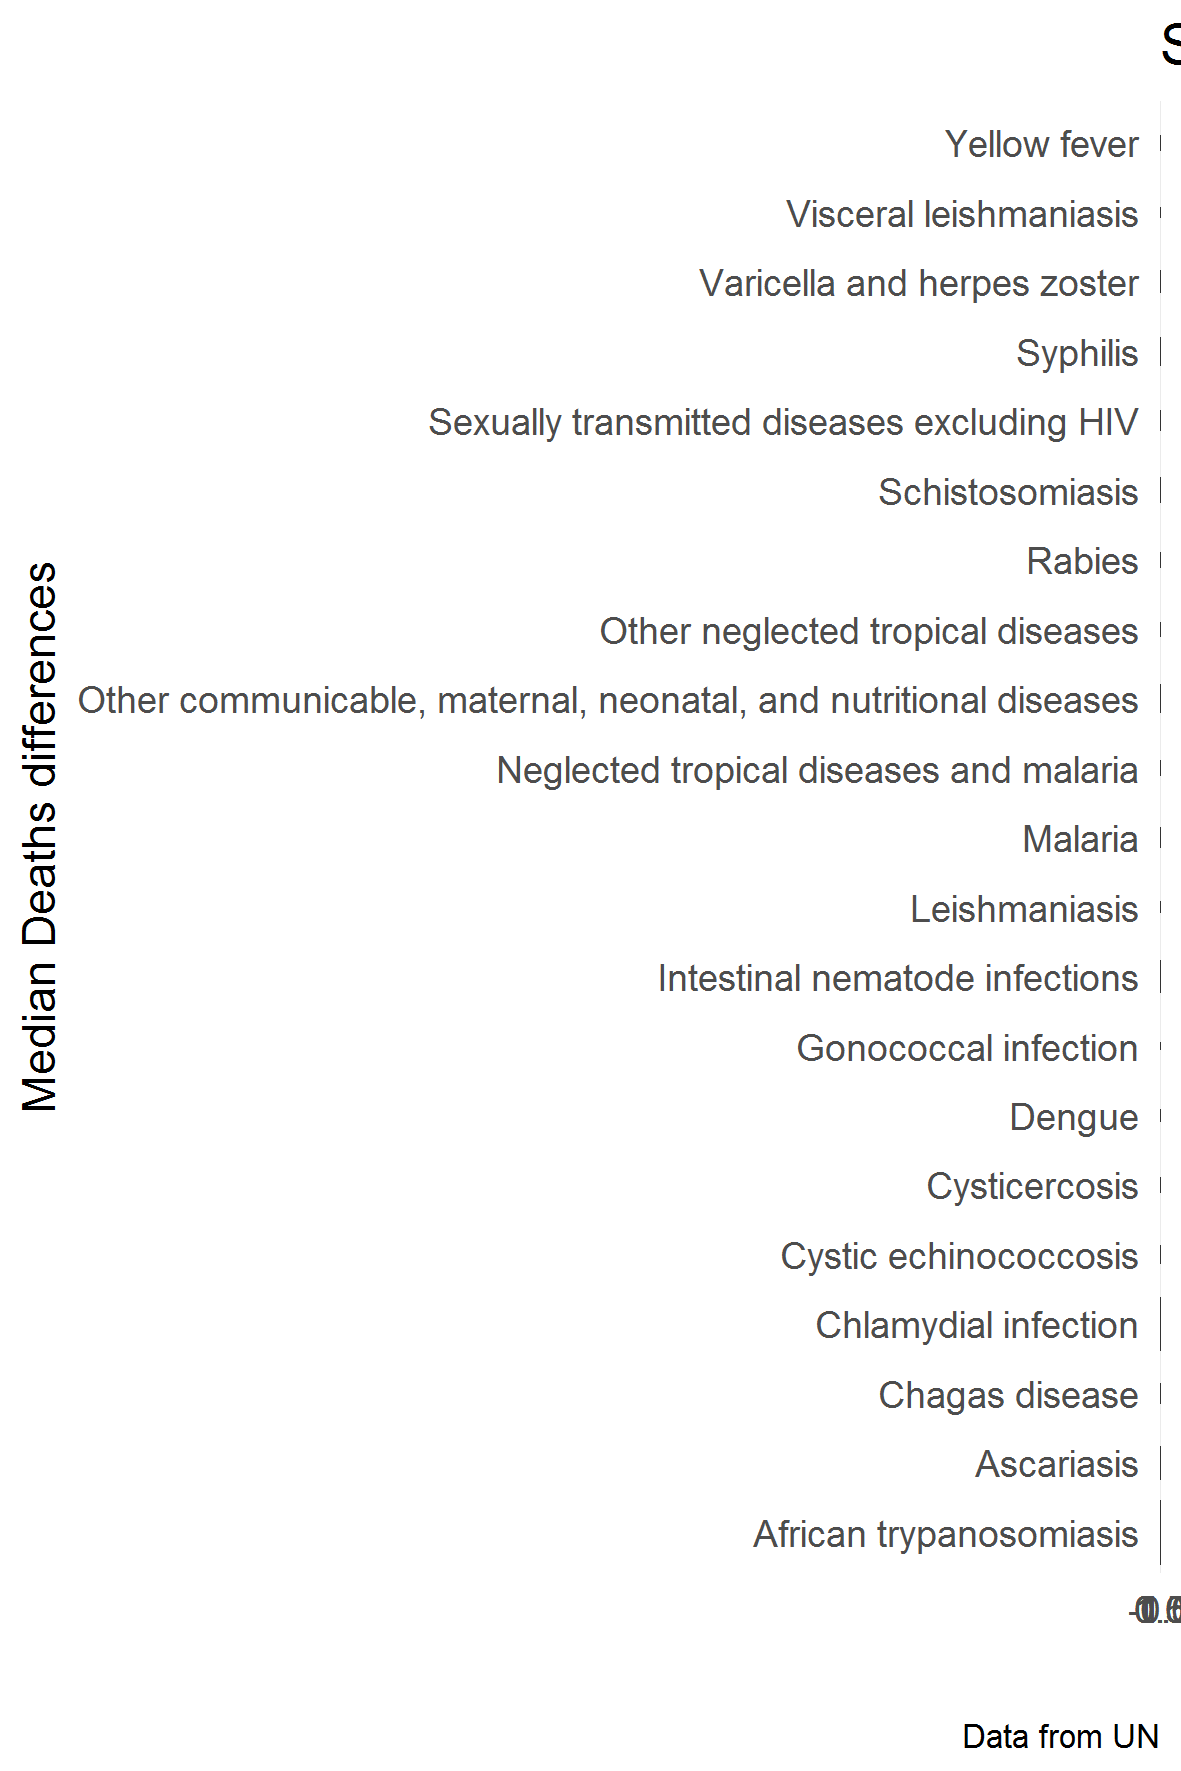 Yellow fever
Visceral leishmaniasis
Varicella and herpes zoster
Syphilis
Sexually transmitted diseases excluding HIV
Schistosomiasis
Rabies
Other neglected tropical diseases
Other communicable, maternal, neonatal, and nutritional diseases
Neglected tropical diseases and malaria
Malaria
Leishmaniasis
Intestinal nematode infections
Gonococcal infection
Dengue
Cysticercosis
Cystic echinococcosis
Chlamydial infection
Chagas disease
Ascariasis
African trypanosomiasis
Median Deaths differences
Data from UN